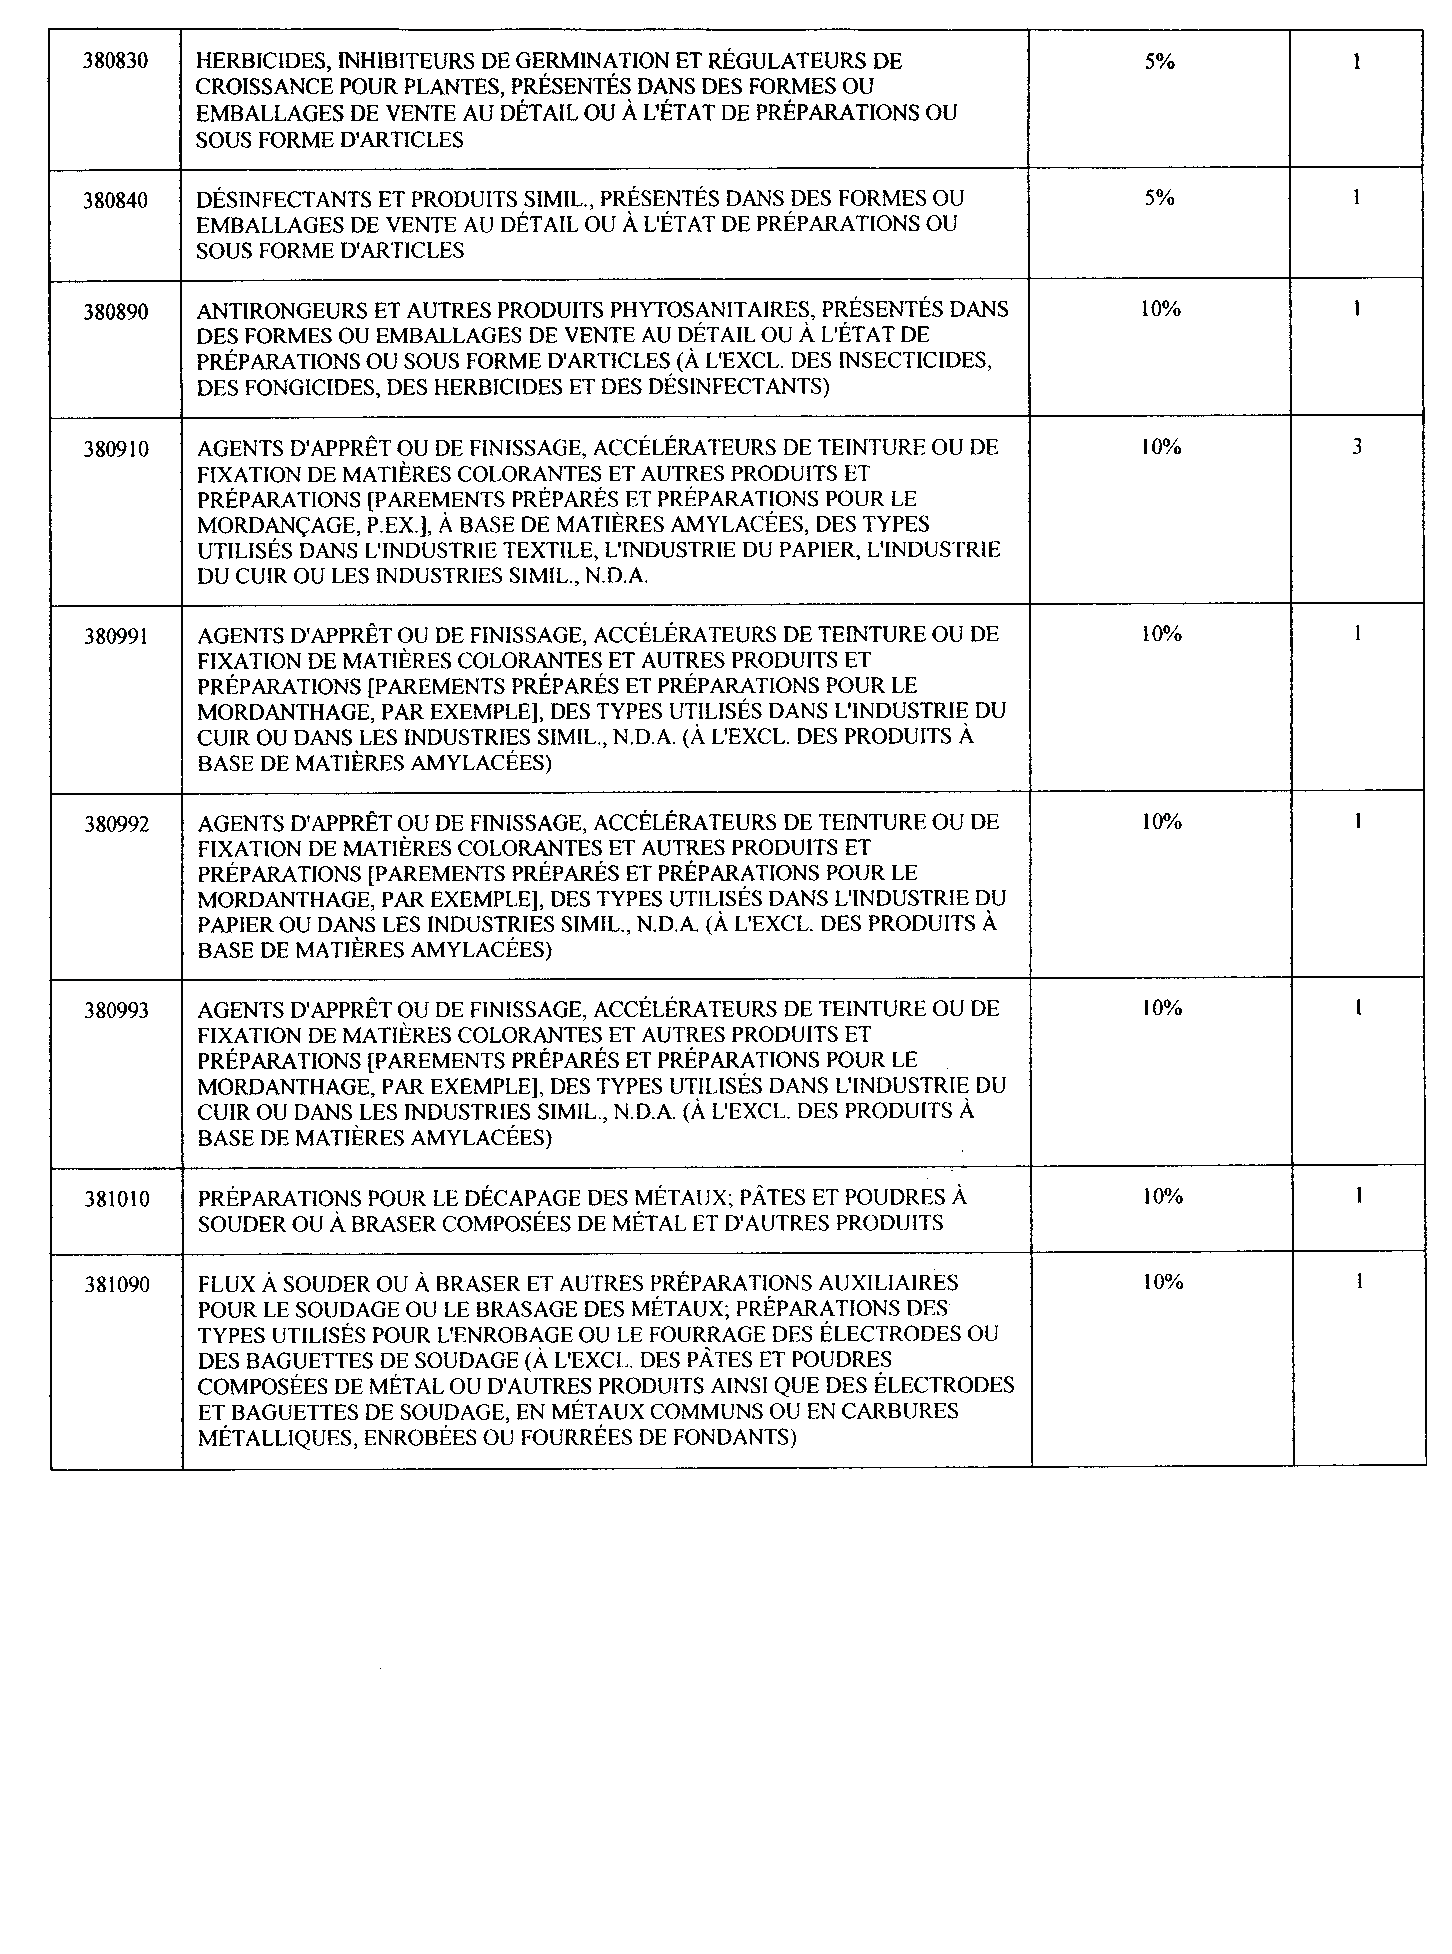 380830 HERBICIDES, INHIBITEURS DE GERMINATION ET RÉGULATEURS DE 5% 1
CROISSANCE POUR PLANTES, PRÉSENTÉS DANS DES FORMES OU
EMBALLAGES DE VENTE AU DÉTAIL OU À L'ÉTAT DE PRÉPARATIONS OU
SOUS FORME D'ARTICLES
380840 DÉSINFECTANTS ET PRODUITS SIMIL., PRÉSENTÉS DANS DES FORMES OU 5% 1
EMBALLAGES DE VENTE AU DÉTAIL OU À L'ÉTAT DE PRÉPARATIONS OU
SOUS FORME D'ARTICLES
380890 ANTIRONGEURS ET AUTRES PRODUITS PHYTOSANITAIRES, PRÉSENTÉS DANS 10% 1
DES FORMES OU EMBALLAGES DE VENTE AU DÉTAIL OU À L'ÉTAT DE
PRÉPARATIONS OU SOUS FORME D'ARTICLES (À L'EXCL. DES INSECTICIDES,
DES FONGICIDES, DES HERBICIDES ET DES DÉSINFECTANTS)
380910 AGENTS D'APPRÊT OU DE FINISSAGE, ACCÉLÉRATEURS DE TEINTURE OU DE 10% 3
FIXATION DE MATIÈRES COLORANTES ET AUTRES PRODUITS ET
PRÉPARATIONS [PAREMENTS PRÉPARÉS ET PRÉPARATIONS POUR LE
MORDANÇAGE, P.EX.], À BASE DE MATIÈRES AMYLACÉES, DES TYPES
UTILISÉS DANS L'INDUSTRIE TEXTILE, L'INDUSTRIE DU PAPIER, L'INDUSTRIE
DU CUIR OU LES INDUSTRIES SIMIL., N.D.A.
380991 AGENTS D'APPRÊT OU DE FINISSAGE, ACCÉLÉRATEURS DE TEINTURE OU DE 10% 1
FIXATION DE MATIÈRES COLORANTES ET AUTRES PRODUITS ET
PRÉPARATIONS [PAREMENTS PRÉPARÉS ET PRÉPARATIONS POUR LE
MORDANTHAGE, PAR EXEMPLE], DES TYPES UTILISÉS DANS L'INDUSTRIE DU
CUIR OU DANS LES INDUSTRIES SIMIL., N.D.A. (À L'EXCL. DES PRODUITS À
BASE DE MATIÈRES AMYLACÉES)
380992 AGENTS D'APPRÊT OU DE FINISSAGE, ACCÉLÉRATEURS DE TEINTURE OU DE 10% 1
FIXATION DE MATIÈRES COLORANTES ET AUTRES PRODUITS ET
PRÉPARATIONS [PAREMENTS PRÉPARÉS ET PRÉPARATIONS POUR LE
MORDANTHAGE, PAR EXEMPLE], DES TYPES UTILISÉS DANS L'INDUSTRIE DU
PAPIER OU DANS LES INDUSTRIES SIMIL., N.D.A. (À L'EXCL. DES PRODUITS À
BASE DE MATIÈRES AMYLACÉES)
380993 AGENTS D'APPRÊT OU DE FINISSAGE, ACCÉLÉRATEURS DE TEINTURE OU DE 10% 1
FIXATION DE MATIÈRES COLORANTES ET AUTRES PRODUITS ET
PRÉPARATIONS [PAREMENTS PRÉPARÉS ET PRÉPARATIONS POUR LE
MORDANTHAGE, PAR EXEMPLE], DES TYPES UTILISÉS DANS L'INDUSTRIE DU
CUIR OU DANS LES INDUSTRIES SIMIL., N.D.A. (À L'EXCL. DES PRODUITS À
BASE DE MATIÈRES AMYLACÉES)
381010 PRÉPARATIONS POUR LE DÉCAPAGE DES MÉTAUX; PÂTES ET POUDRES À 10% 1
SOUDER OU À BRASER COMPOSÉES DE MÉTAL ET D'AUTRES PRODUITS
381090 FLUX À SOUDER OU À BRASER ET AUTRES PRÉPARATIONS AUXILIAIRES 10% 1
POUR LE SOUDAGE OU LE BRASAGE DES MÉTAUX; PRÉPARATIONS DES
TYPES UTILISÉS POUR L'ENROBAGE OU LE FOURRAGE DES ÉLECTRODES OU
DES BAGUETTES DE SOUDAGE (À L'EXCL. DES PÂTES ET POUDRES
COMPOSÉES DE MÉTAL OU D'AUTRES PRODUITS AINSI QUE DES ÉLECTRODES
ET BAGUETTES DE SOUDAGE, EN MÉTAUX COMMUNS OU EN CARBURES
MÉTALLIQUES, ENROBÉES OU FOURRÉES DE FONDANTS)